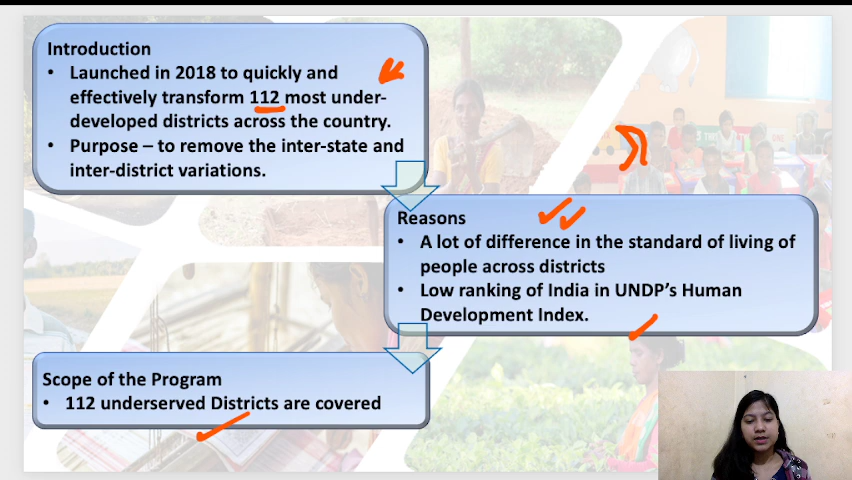 Introduction
• Launched in 2018 to quickly and
effectively transform 112 most under-
developed districts across the country.
• Purpose – to remove the inter-state and
inter-district variations.
Reasons
• A lot of difference in the standard of living of
people across districts
• Low ranking of India in UNDP's Human
Development Index.
Scope of the Program
• 112 underserved Districts are covered